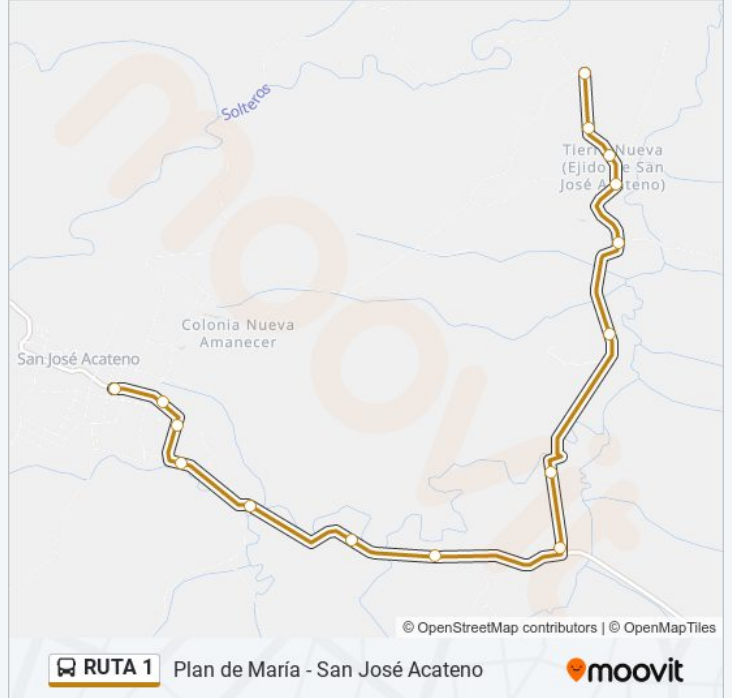 Solteros
Tierra Nueva
(Ejido de San
José Acateno)
Colonia Nueva
Amanecer
San José Acateno
moovit
© OpenStreetMap contributors | © OpenMapTiles
RUTA 1 Plan de María - San José Acateno
moovit